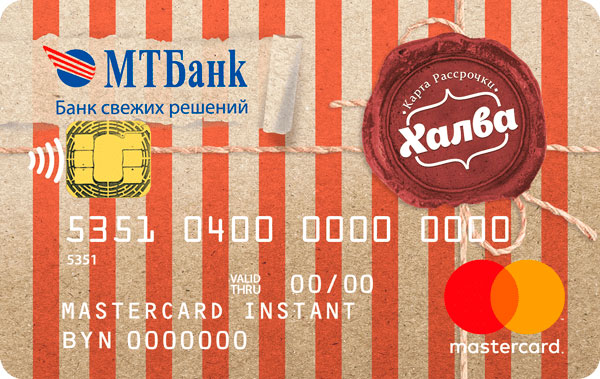 МТБанк
Банк свежих решений
Карта Рассрочки
Халва
5351 0400 0000 0000
5351
VALID THRU 00/00
MASTERCARD INSTANT
BYN 0000000
mastercard.